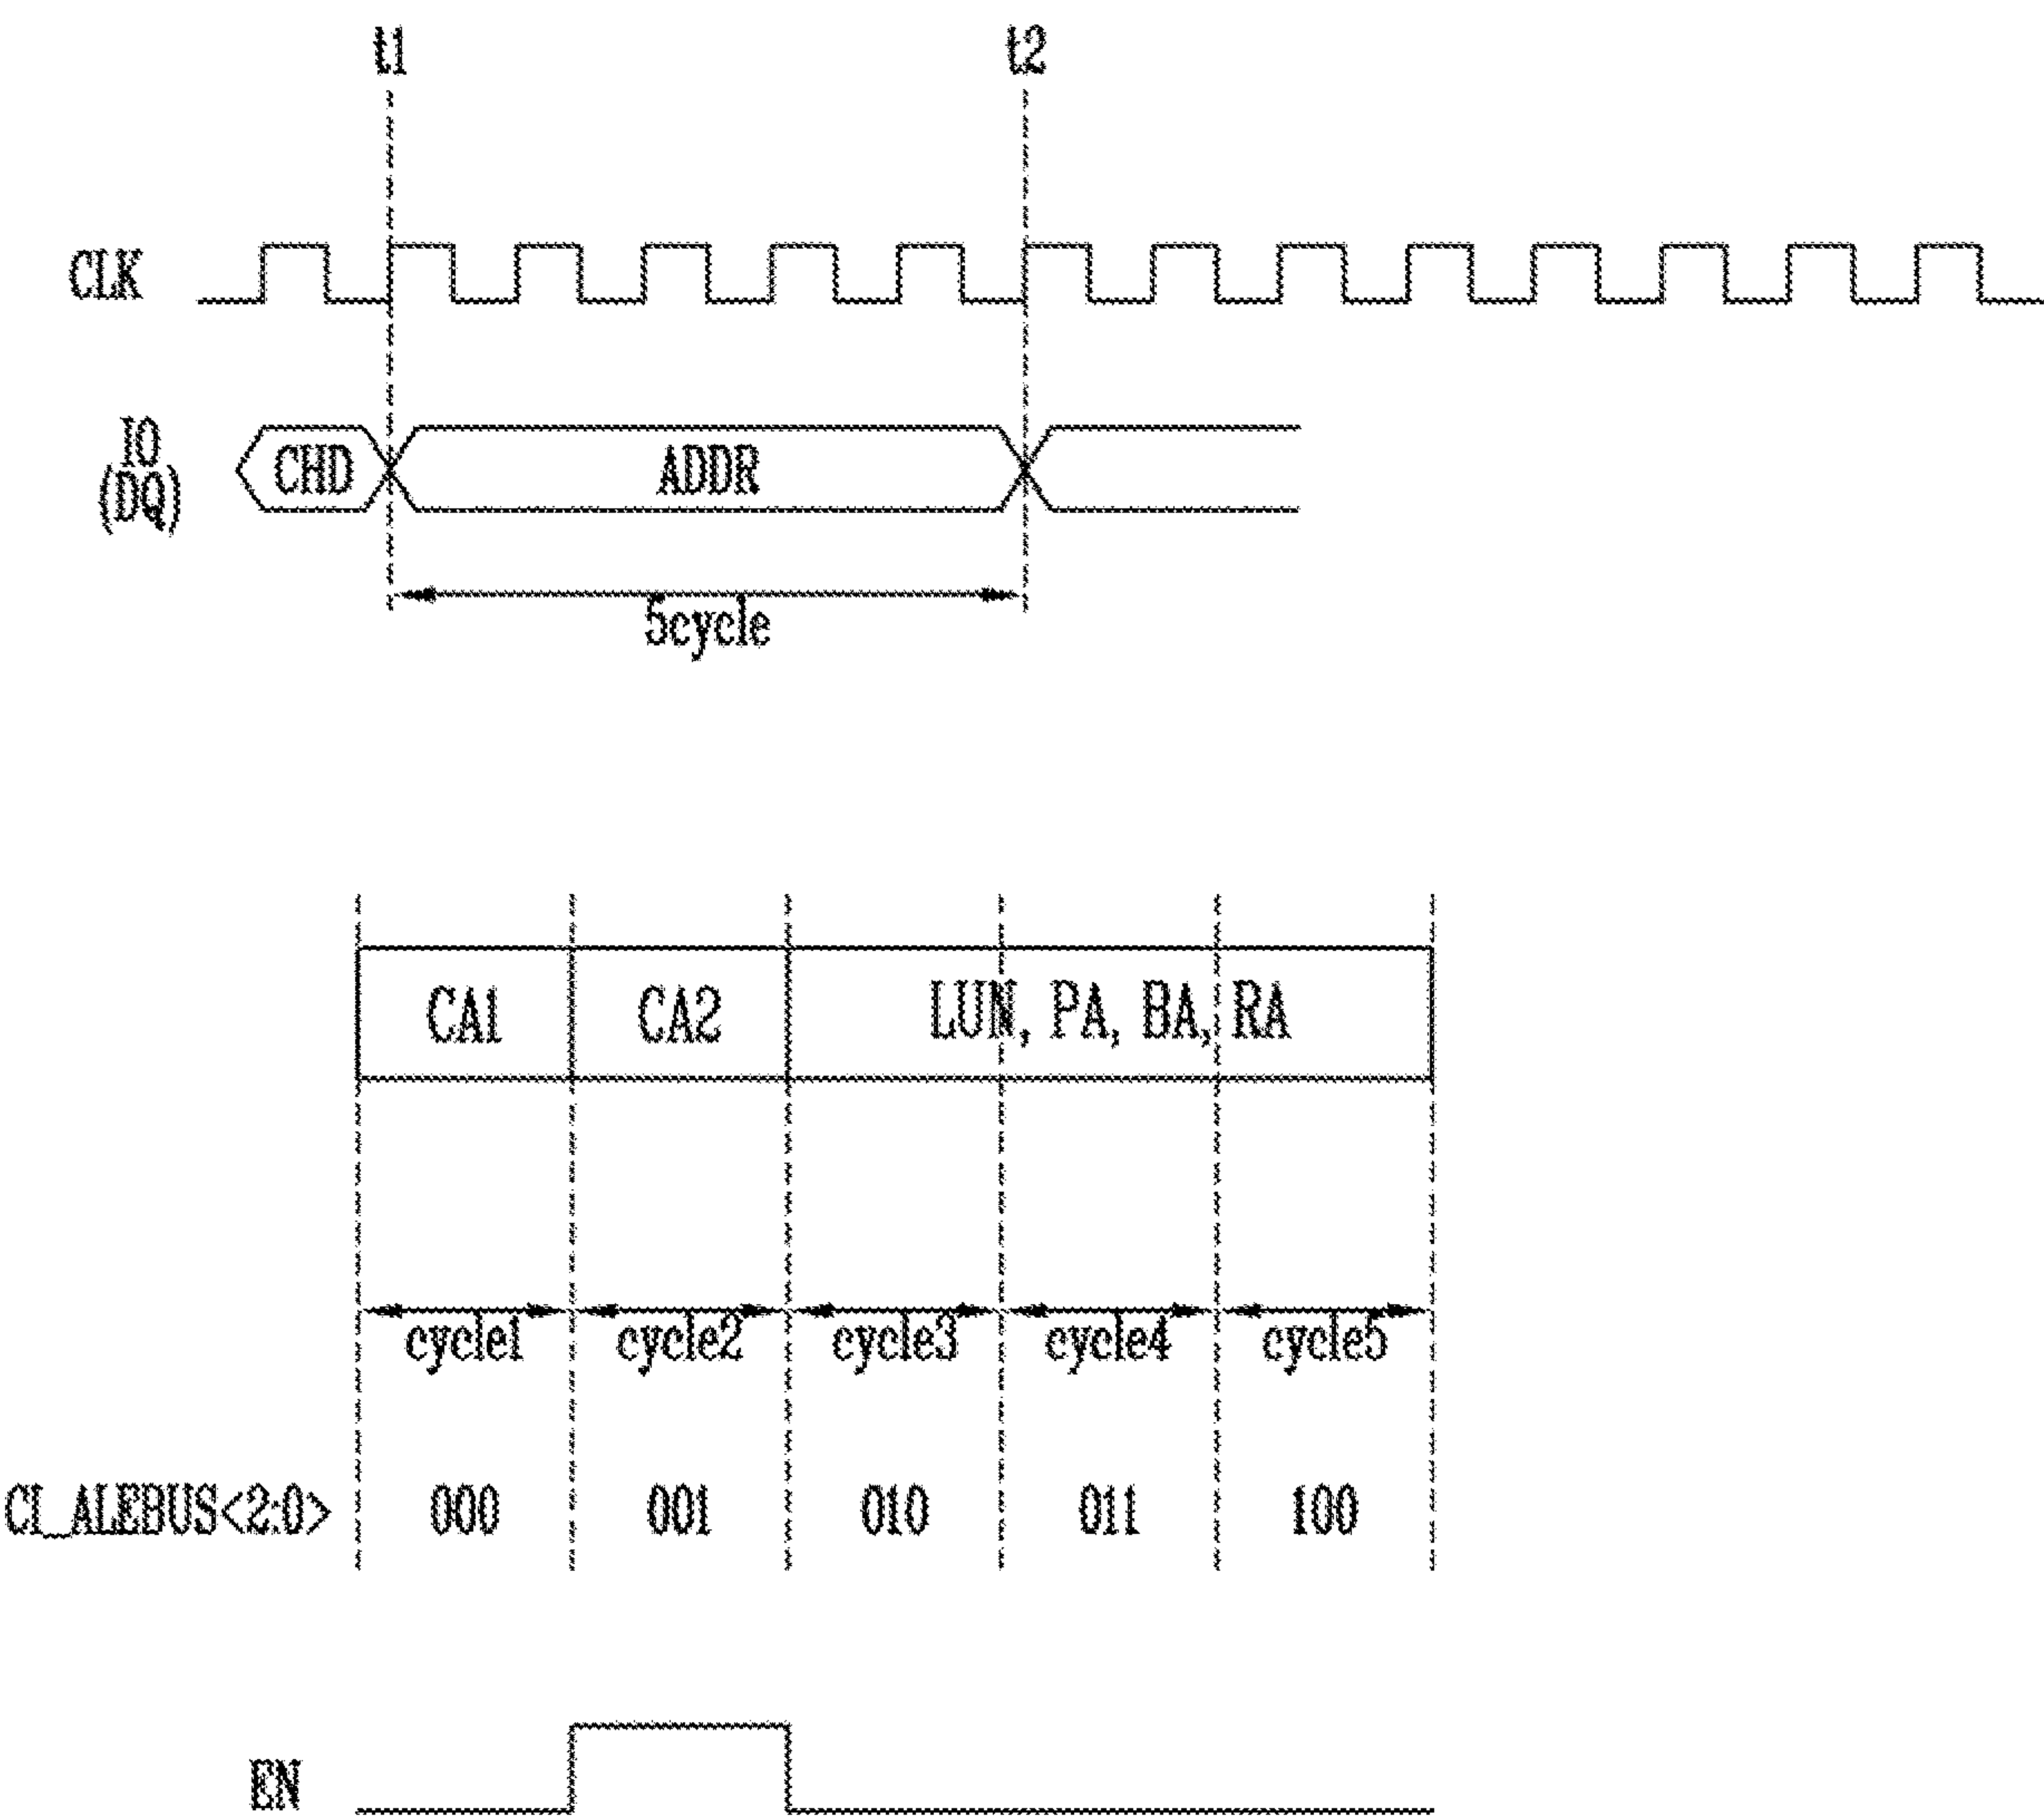 t1 t2
CLK
IO
(DQ)
CHD ADDR
5cycle
CA1 CA2 LUN, PA, BA, RA
cycle1 cycle2 cycle3 cycle4 cycle5
CI_ALEBUS<2:0> 000 001 010 011 100
EN